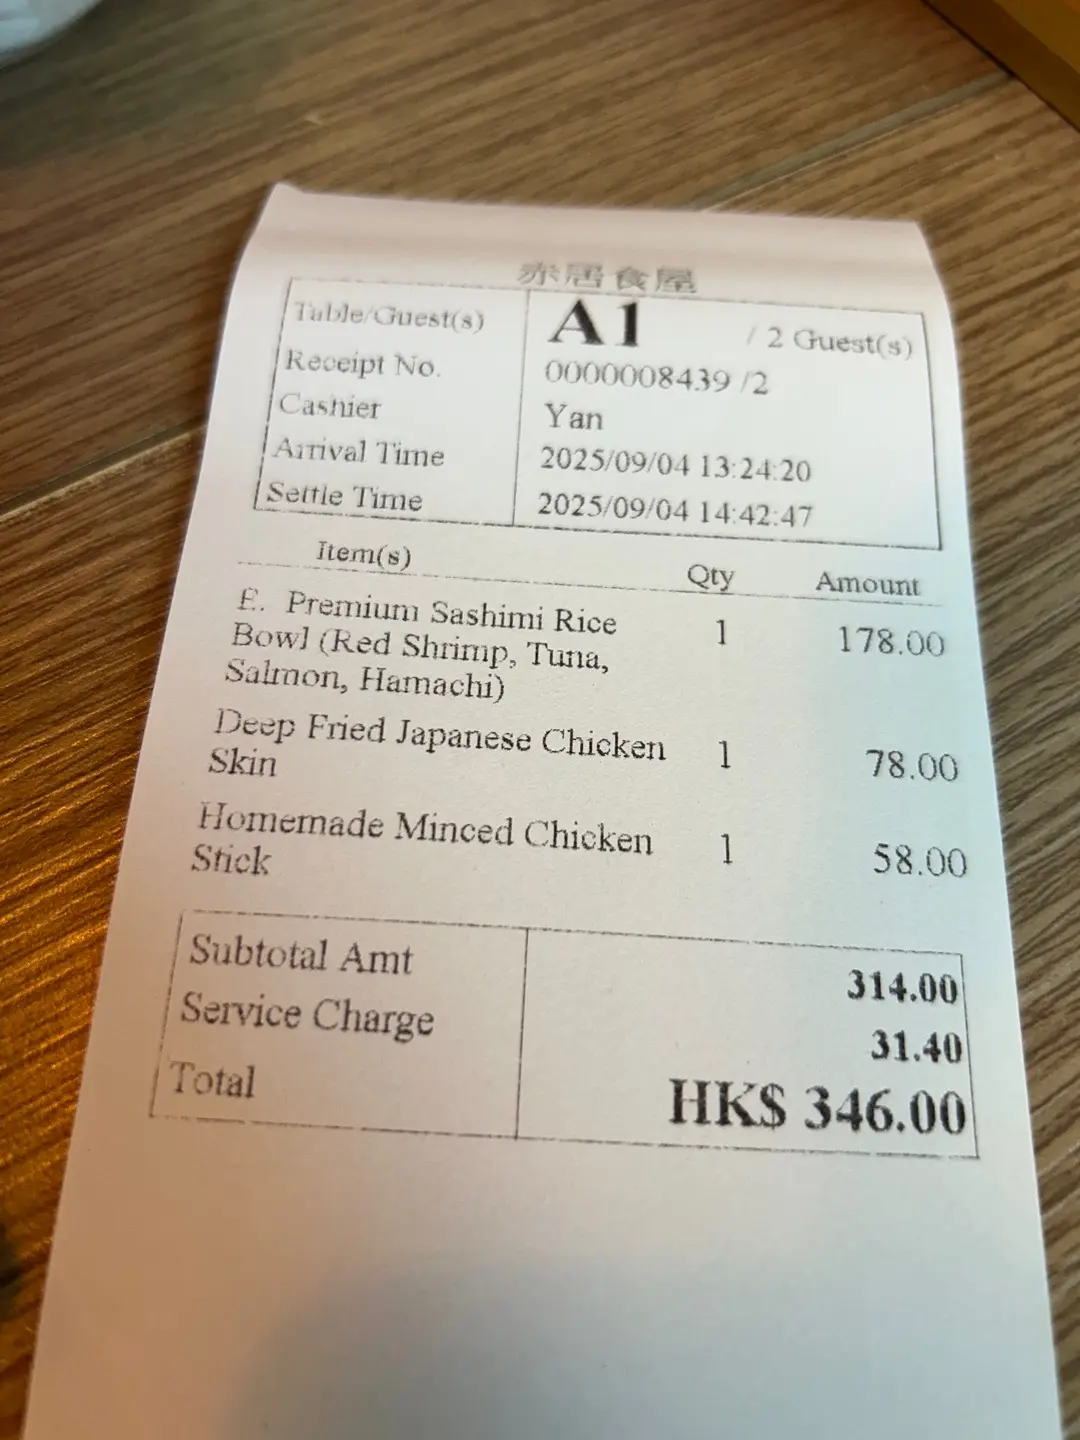 赤居食屋
Table/Guest(s) A1 / 2 Guest(s)
Receipt No. 0000008439 /2
Cashier Yan
Arrival Time 2025/09/04 13:24:20
Settle Time 2025/09/04 14:42:47
Item(s) Qty Amount
E. Premium Sashimi Rice 1 178.00
Bowl (Red Shrimp, Tuna,
Salmon, Hamachi)
Deep Fried Japanese Chicken 1 78.00
Skin
Homemade Minced Chicken 1 58.00
Stick
Subtotal Amt 314.00
Service Charge 31.40
Total HK$ 346.00